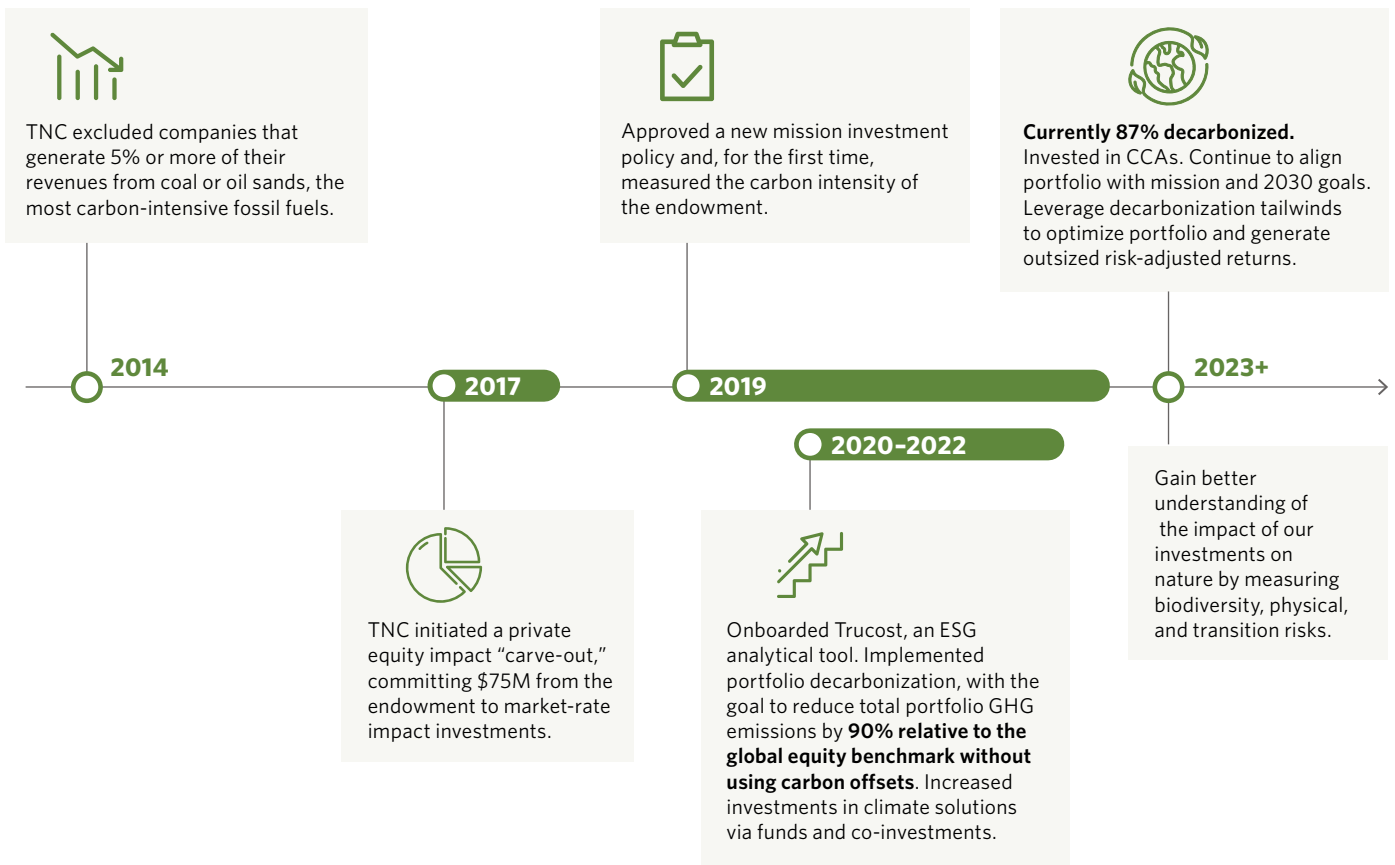 TNC excluded companies that
generate 5% or more of their
revenues from coal or oil sands, the
most carbon-intensive fossil fuels.
Approved a new mission investment
policy and, for the first time,
measured the carbon intensity of
the endowment.
Currently 87% decarbonized.
Invested in CCAs. Continue to align
portfolio with mission and 2030 goals.
Leverage decarbonization tailwinds
to optimize portfolio and generate
outsized risk-adjusted returns.
2014
2017
2019
2023+
2020–2022
TNC initiated a private
equity impact “carve-out,”
committing $75M from the
endowment to market-rate
impact investments.
Onboarded Trucost, an ESG
analytical tool. Implemented
portfolio decarbonization, with the
goal to reduce total portfolio GHG
emissions by 90% relative to the
global equity benchmark without
using carbon offsets. Increased
investments in climate solutions
via funds and co-investments.
Gain better
understanding of
the impact of our
investments on
nature by measuring
biodiversity, physical,
and transition risks.